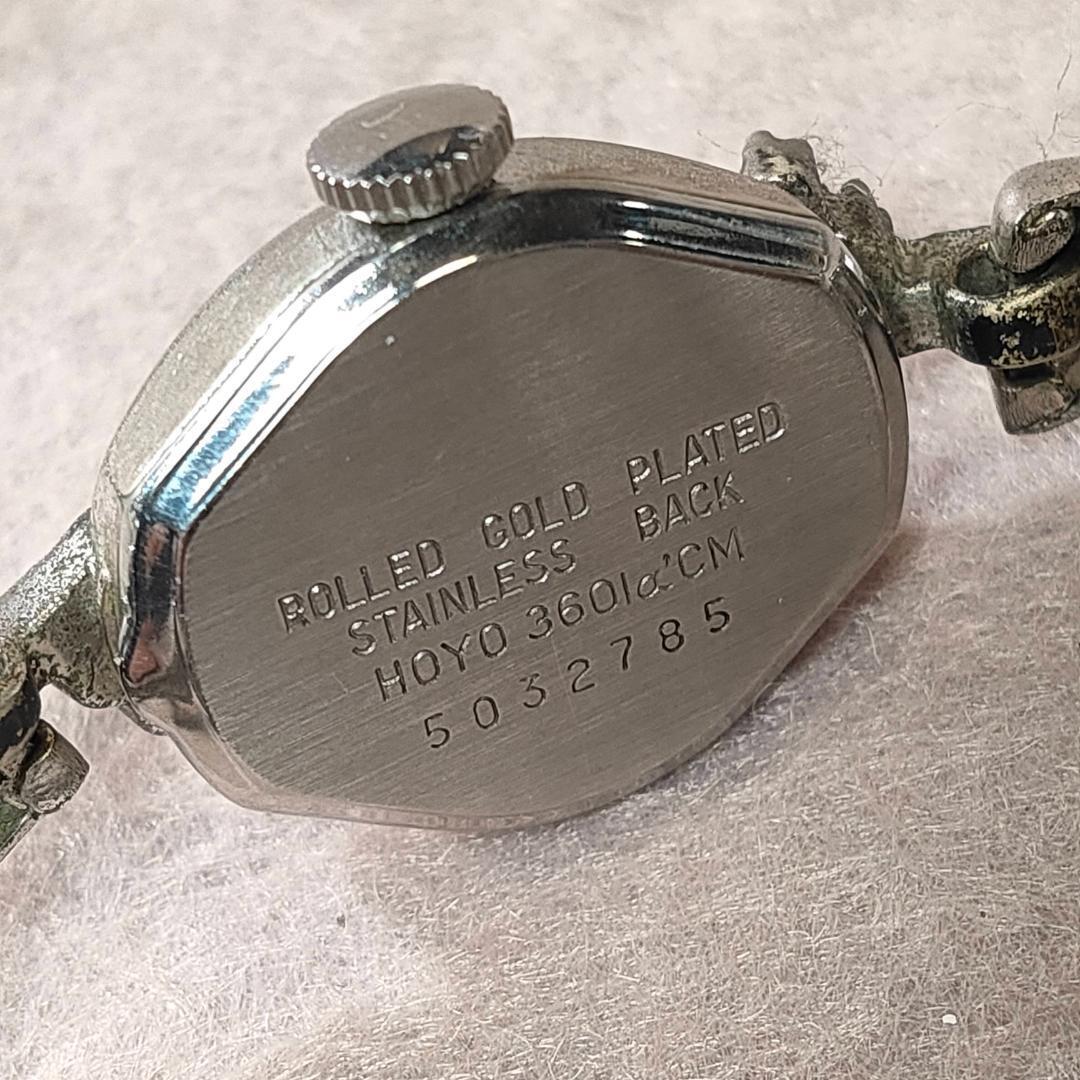 ROLLED GOLD PLATED
STAINLESS BACK
HOYO 3601α'CM
5032785